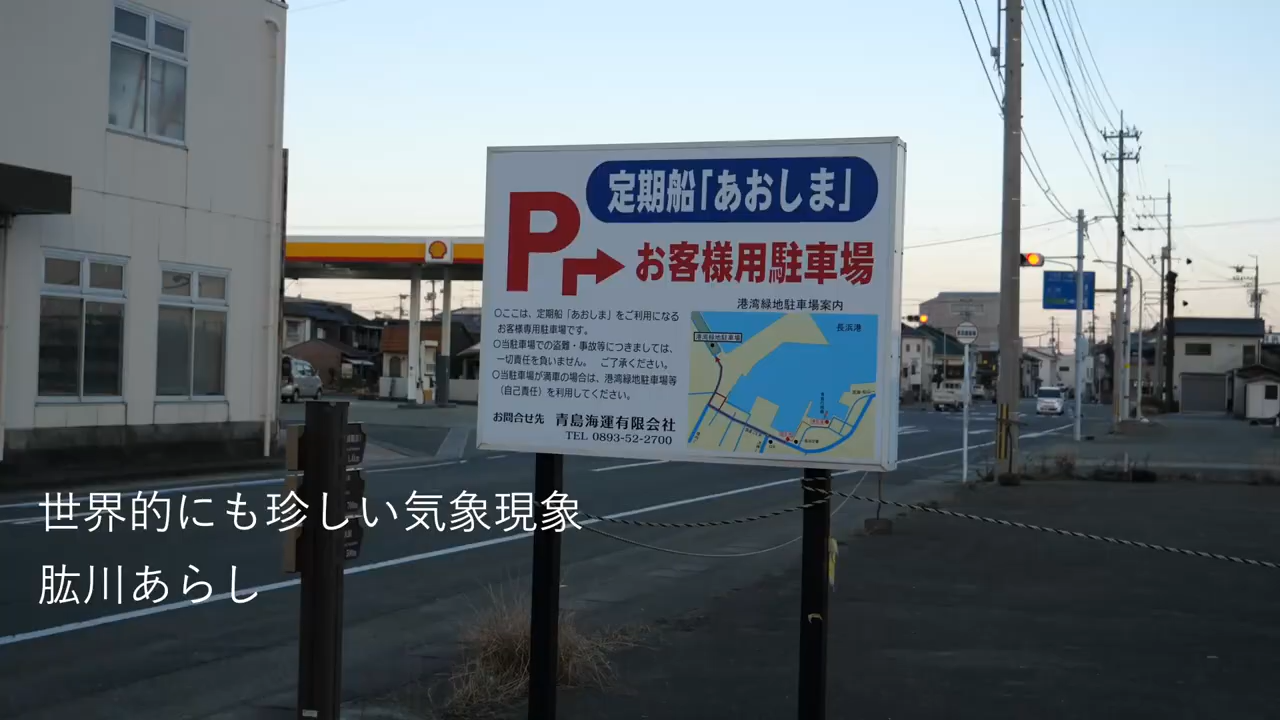 定期船「あおしま」
P
お客様用駐車場
○ここは、定期船「あおしま」をご利用になる
お客様専用駐車場です。
○当駐車場での盗難・事故等につきましては、
一切責任を負いません。 ご了承ください。
○当駐車場が満車の場合は、港湾緑地駐車場等
(自己責任)を利用してください。
お問合せ先 青島海運有限会社
TEL 0893-52-2700
港湾緑地駐車場案内
長浜港
港湾緑地駐車場
世界的にも珍しい気象現象
肱川あらし